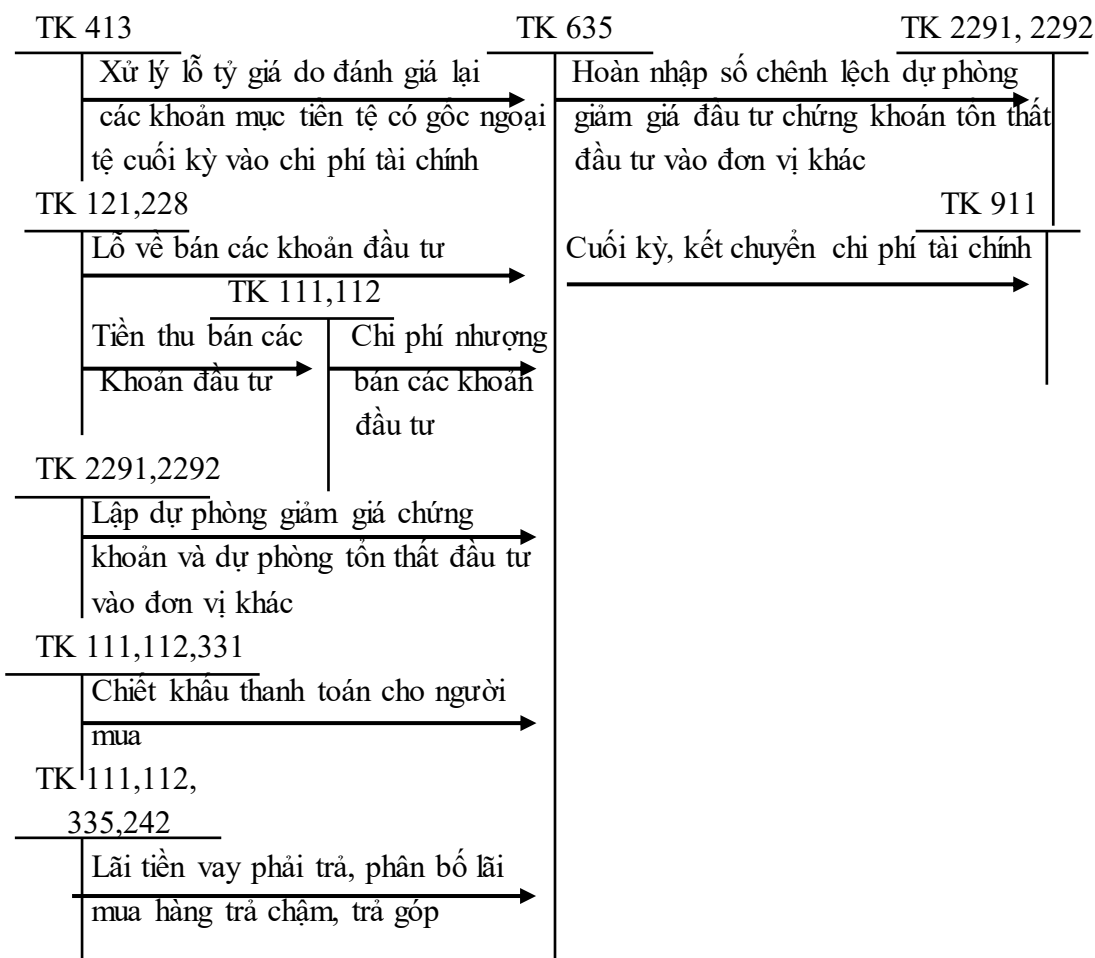 TK 413
Xử lý lỗ tỷ giá do đánh giá lại
các khoản mục tiền tệ có gốc ngoại
tệ cuối kỳ vào chi phí tài chính
TK 635
TK 2291, 2292
Hoàn nhập số chênh lệch dự phòng
giảm giá đầu tư chứng khoán tổn thất
đầu tư vào đơn vị khác
TK 121,228
Lỗ về bán các khoản đầu tư
TK 911
Cuối kỳ, kết chuyển chi phí tài chính
TK 111,112
Tiền thu bán các
Khoản đầu tư
Chi phí nhượng
bán các khoản
đầu tư
TK 2291,2292
Lập dự phòng giảm giá chứng
khoản và dự phòng tổn thất đầu tư
vào đơn vị khác
TK 111,112,331
Chiết khấu thanh toán cho người
mua
TK 111,112,
335,242
Lãi tiền vay phải trả, phân bố lãi
mua hàng trả chậm, trả góp